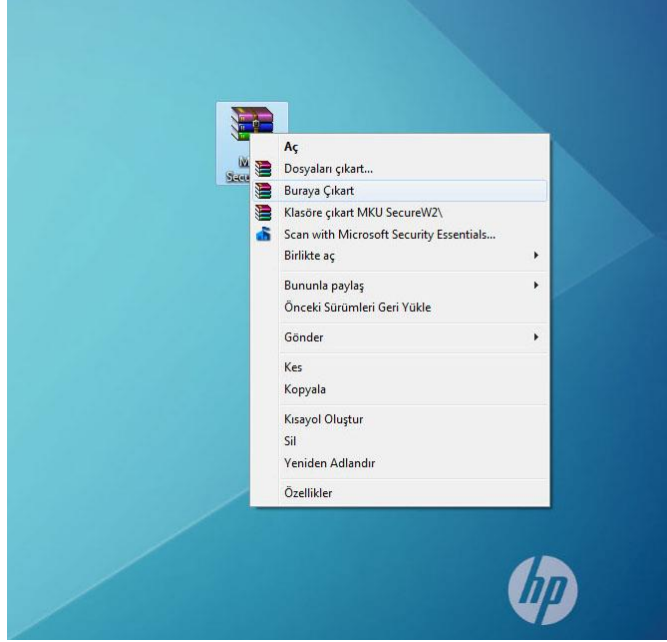 Aç
Dosyaları çıkart...
Buraya Çıkart
Klasöre çıkart MKU SecureW2\
Scan with Microsoft Security Essentials...
Birlikte aç
Bununla paylaş
Önceki Sürümleri Geri Yükle
Gönder
Kes
Kopyala
Kısayol Oluştur
Sil
Yeniden Adlandır
Özellikler
hp